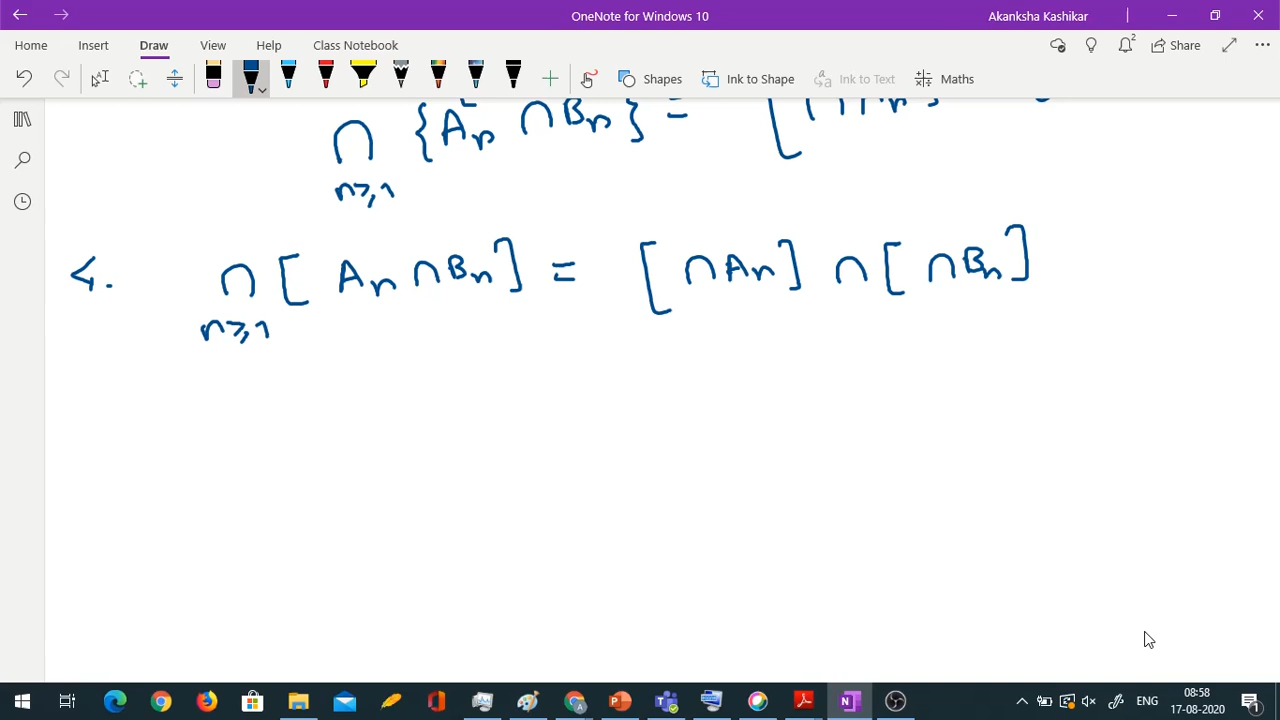 OneNote for Windows 10
Akanksha Kashikar
Home Insert Draw View Help Class Notebook
Share
Shapes Ink to Shape Ink to Text Maths
∩ {Aₙᶜ ∩ Bₙ} =
n≥1
4. ∩ [ Aₙ ∩ Bₙ ] = [ ∩ Aₙ ] ∩ [ ∩ Bₙ ]
n≥1
ENG
08:58
17-08-2020